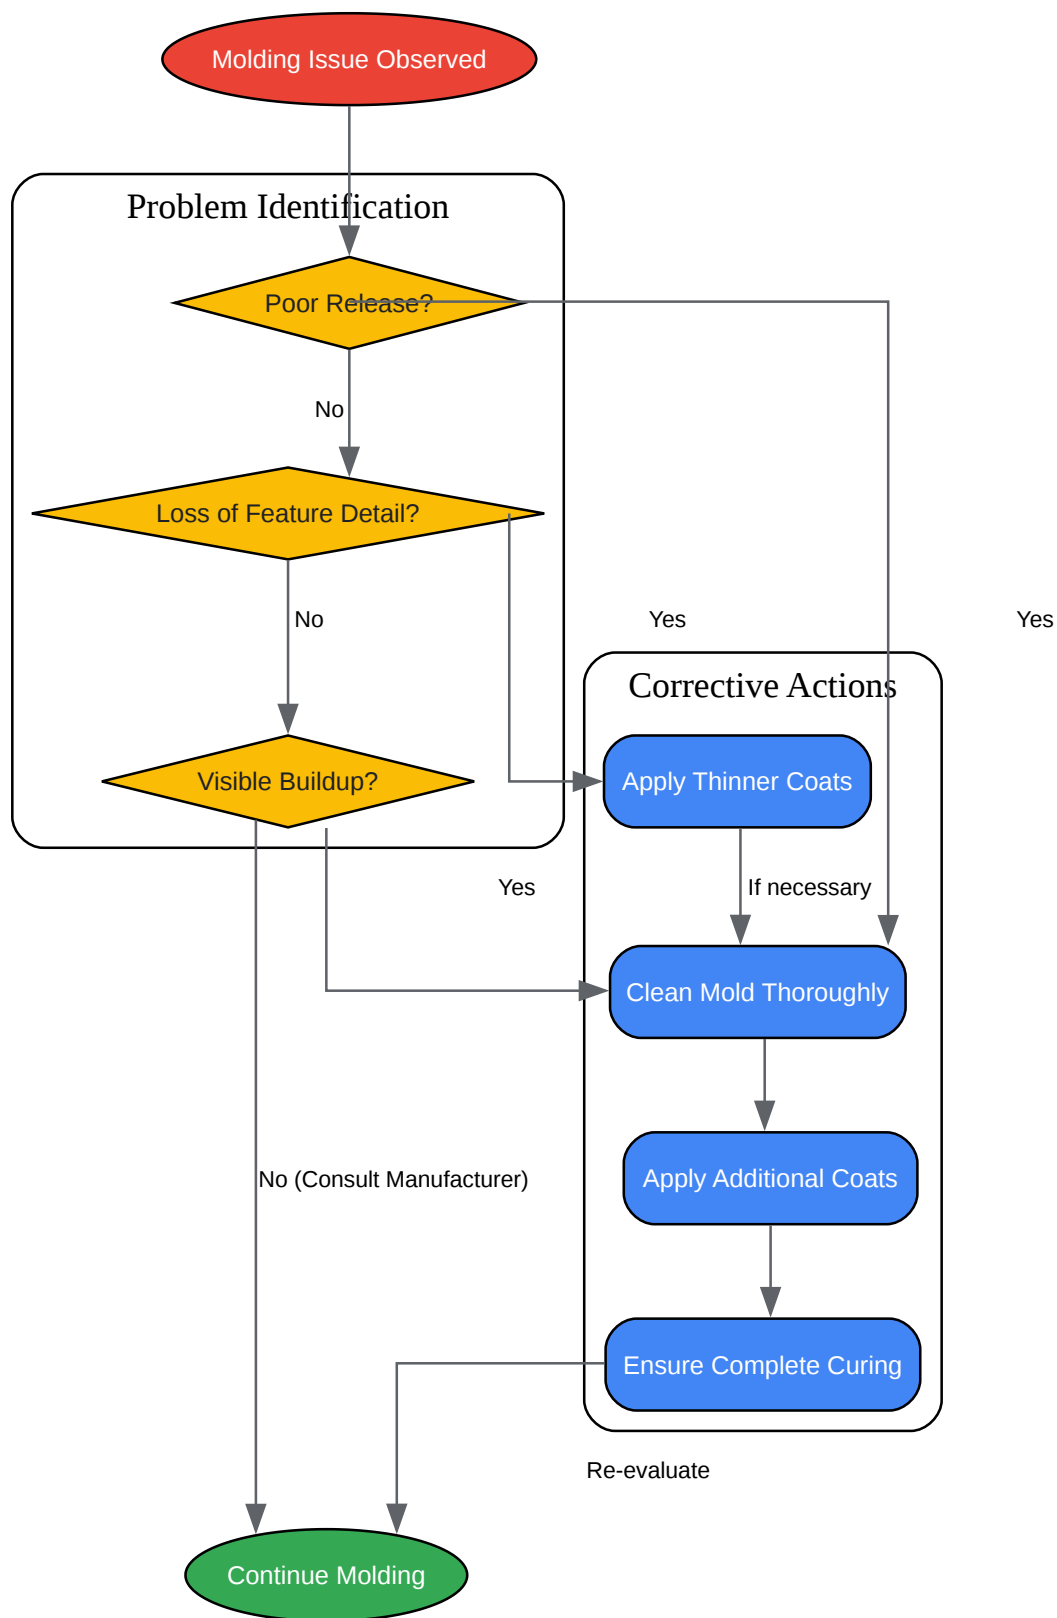 Molding Issue Observed
Problem Identification
Poor Release?
No
Loss of Feature Detail?
No
Yes
Yes
Corrective Actions
Visible Buildup?
Apply Thinner Coats
Yes
If necessary
Clean Mold Thoroughly
No (Consult Manufacturer)
Apply Additional Coats
Ensure Complete Curing
Re-evaluate
Continue Molding